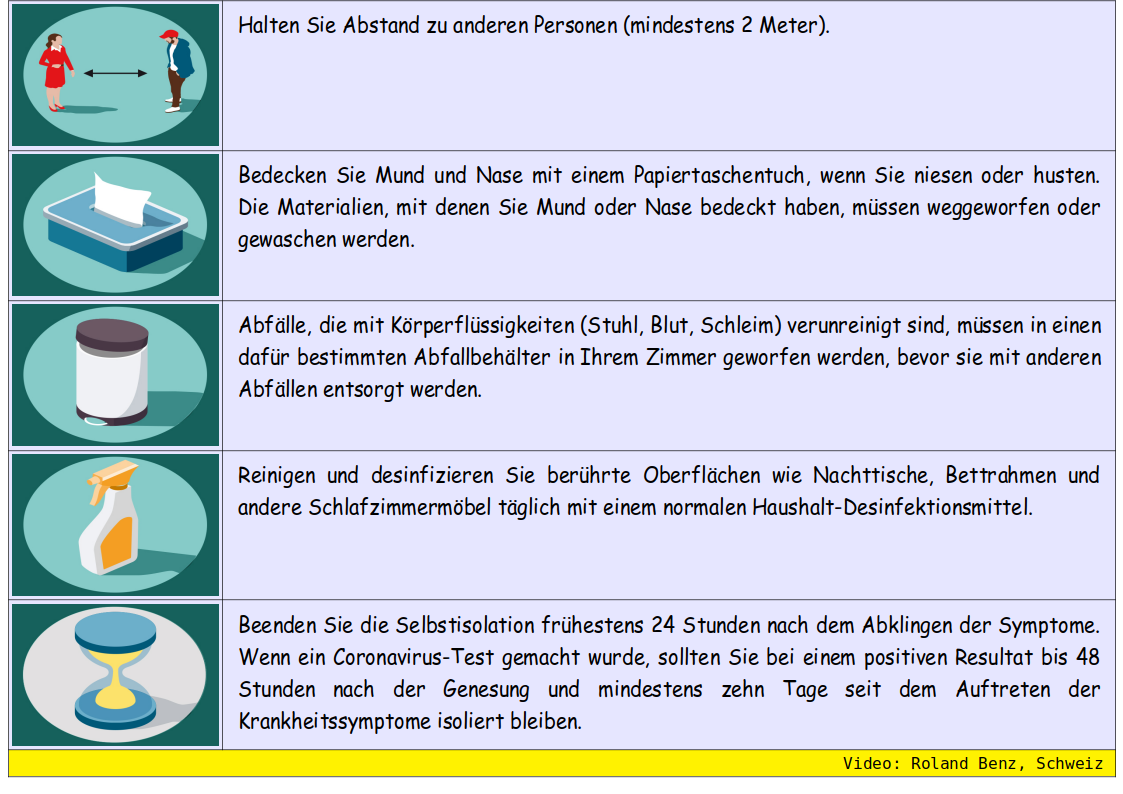 Halten Sie Abstand zu anderen Personen (mindestens 2 Meter).
Bedecken Sie Mund und Nase mit einem Papiertaschentuch, wenn Sie niesen oder husten.
Die Materialien, mit denen Sie Mund oder Nase bedeckt haben, müssen weggeworfen oder
gewaschen werden.
Abfälle, die mit Körperflüssigkeiten (Stuhl, Blut, Schleim) verunreinigt sind, müssen in einen
dafür bestimmten Abfallbehälter in Ihrem Zimmer geworfen werden, bevor sie mit anderen
Abfällen entsorgt werden.
Reinigen und desinfizieren Sie berührte Oberflächen wie Nachttische, Bettrahmen und
andere Schlafzimmermöbel täglich mit einem normalen Haushalt-Desinfektionsmittel.
Beenden Sie die Selbstisolation frühestens 24 Stunden nach dem Abklingen der Symptome.
Wenn ein Coronavirus-Test gemacht wurde, sollten Sie bei einem positiven Resultat bis 48
Stunden nach der Genesung und mindestens zehn Tage seit dem Auftreten der
Krankheitssymptome isoliert bleiben.
Video: Roland Benz, Schweiz